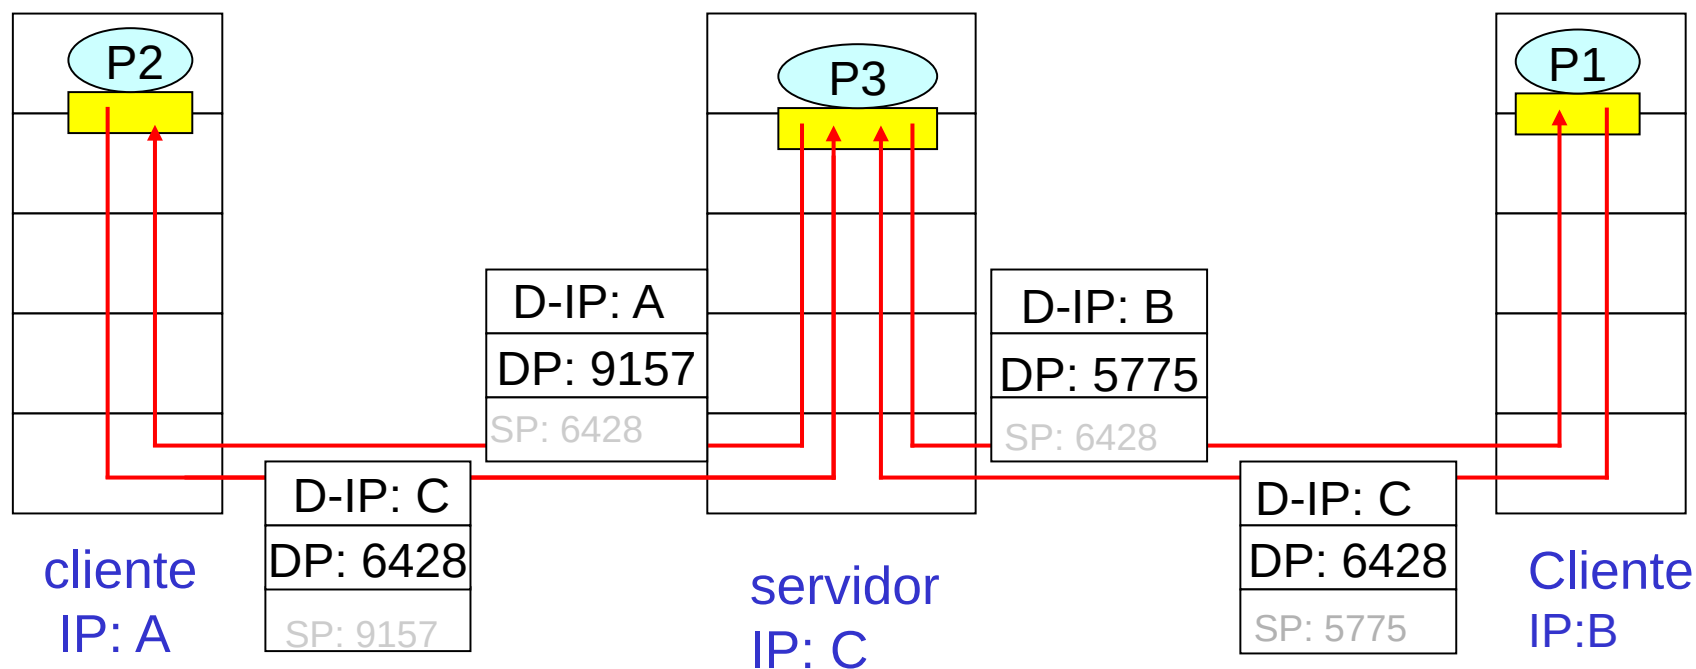 P2
P3
P1
D-IP: A
DP: 9157
SP: 6428
D-IP: B
DP: 5775
SP: 6428
D-IP: C
DP: 6428
SP: 9157
D-IP: C
DP: 6428
SP: 5775
cliente
IP: A
servidor
IP: C
Cliente
IP:B